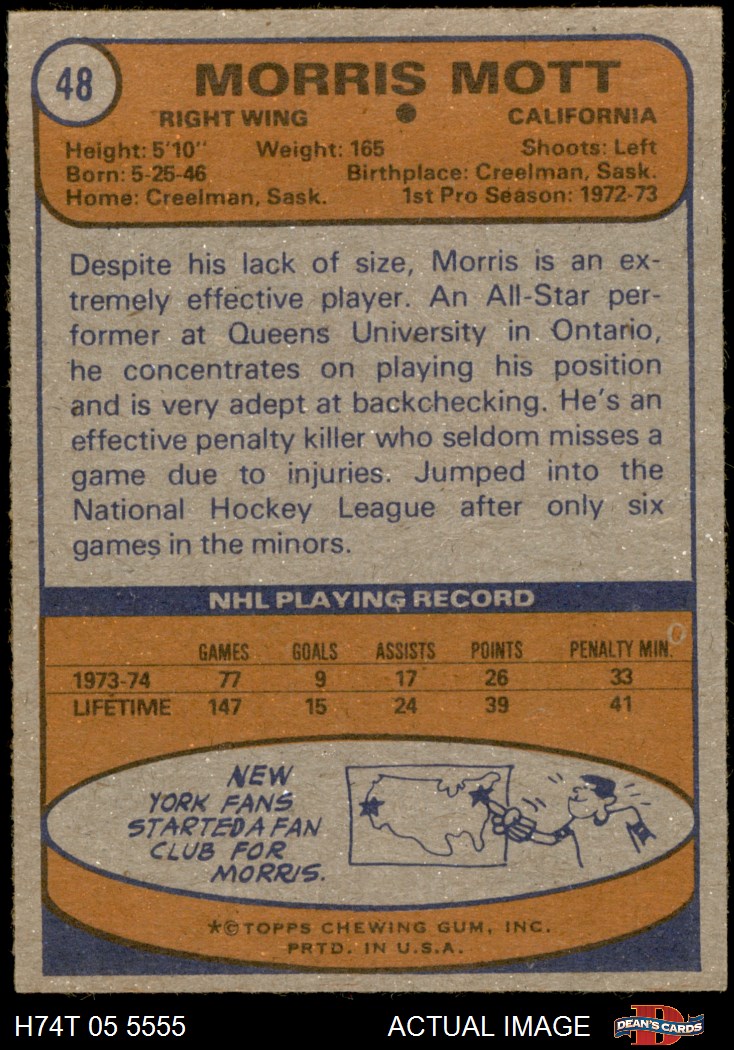 48
MORRIS MOTT
RIGHT WING
CALIFORNIA
Height: 5'10" Weight: 165 Shoots: Left
Born: 5-25-46 Birthplace: Creelman, Sask.
Home: Creelman, Sask. 1st Pro Season: 1972-73
Despite his lack of size, Morris is an ex-
tremely effective player. An All-Star per-
former at Queens University in Ontario,
he concentrates on playing his position
and is very adept at backchecking. He's an
effective penalty killer who seldom misses a
game due to injuries. Jumped into the
National Hockey League after only six
games in the minors.
NHL PLAYING RECORD
GAMES GOALS ASSISTS POINTS PENALTY MIN.
1973-74 77 9 17 26 33
LIFETIME 147 15 24 39 41
NEW
YORK FANS
STARTED A FAN
CLUB FOR
MORRIS.
*© TOPPS CHEWING GUM, INC.
PRTD. IN U.S.A.
H74T 05 5555 ACTUAL IMAGE
D
DEAN'S CARDS